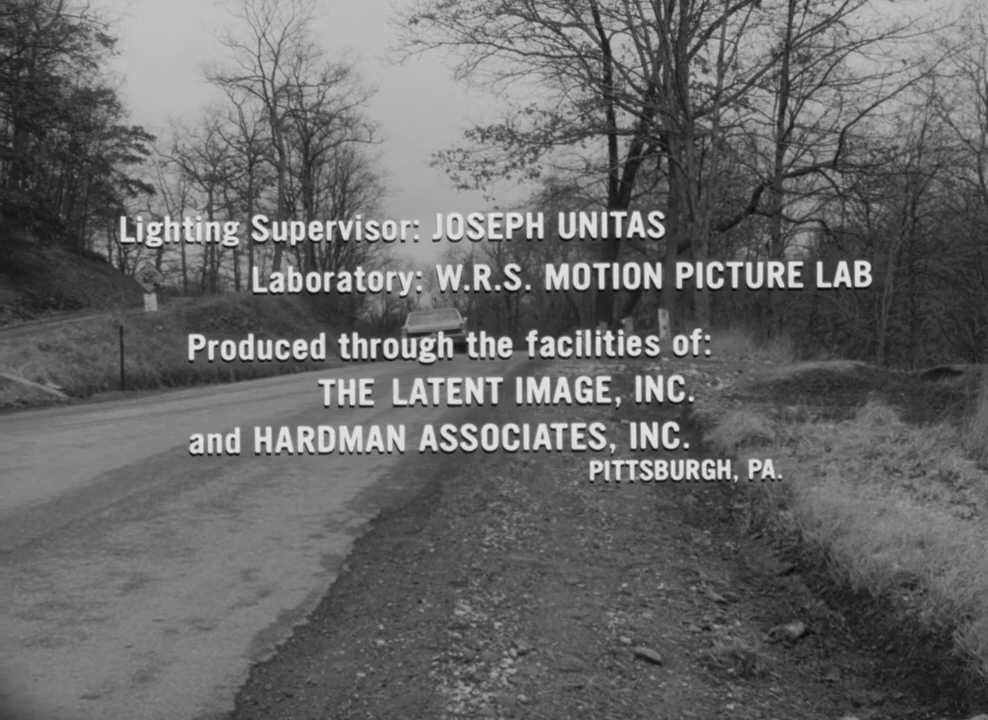 Lighting Supervisor: JOSEPH UNITAS
Laboratory: W.R.S. MOTION PICTURE LAB
Produced through the facilities of:
THE LATENT IMAGE, INC.
and HARDMAN ASSOCIATES, INC.
PITTSBURGH, PA.